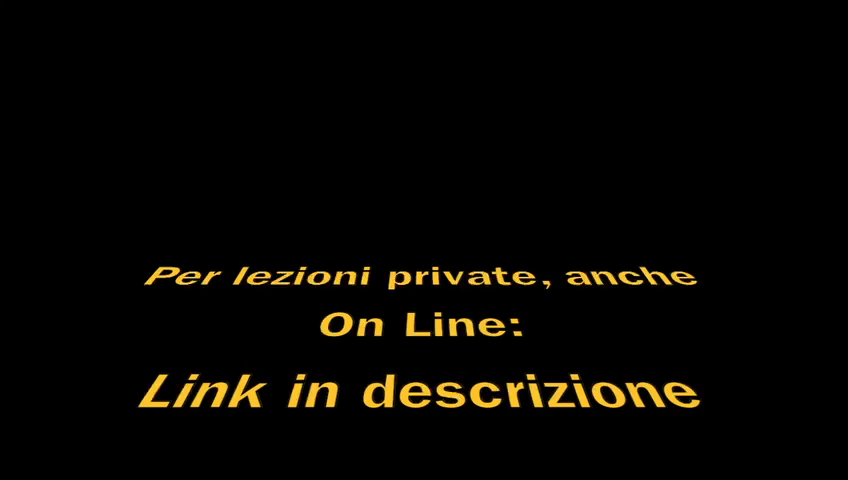 Per lezioni private, anche
On Line:
Link in descrizione